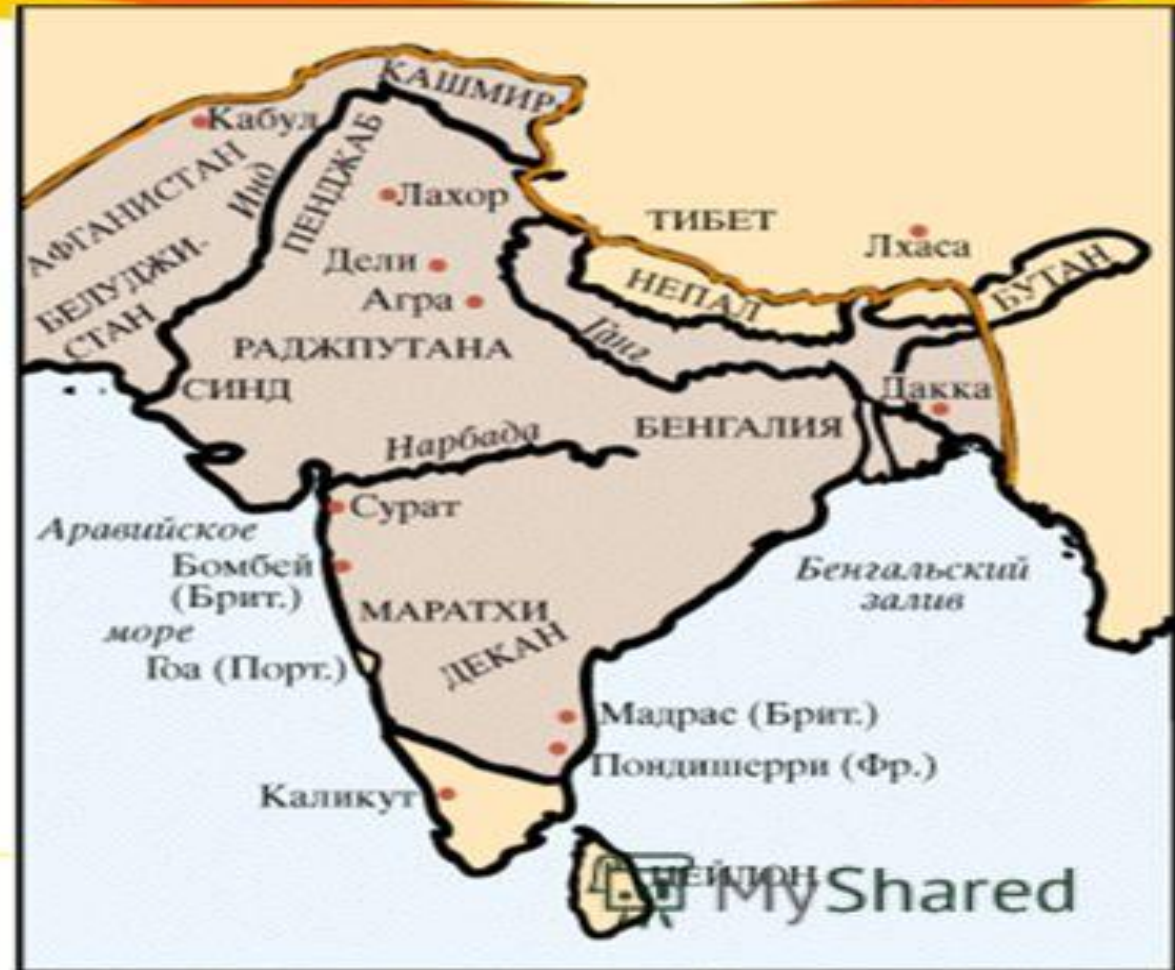 КАШМИР
Кабул
АФГАНИСТАН
Инд
ПЕНДЖАБ
Лахор
ТИБЕТ
Лхаса
БЕЛУДЖИ-
СТАН
Дели
Агра
НЕПАЛ
БУТАН
Ганг
РАДЖПУТАНА
СИНД
Дакка
Нарбада
БЕНГАЛИЯ
Сурат
Аравийское
море
Бомбей
(Брит.)
Бенгальский
залив
МАРАТХИ
ДЕКАН
Гоа (Порт.)
Мадрас (Брит.)
Пондишерри (Фр.)
Каликут
ЦЕЙЛОН
MyShared